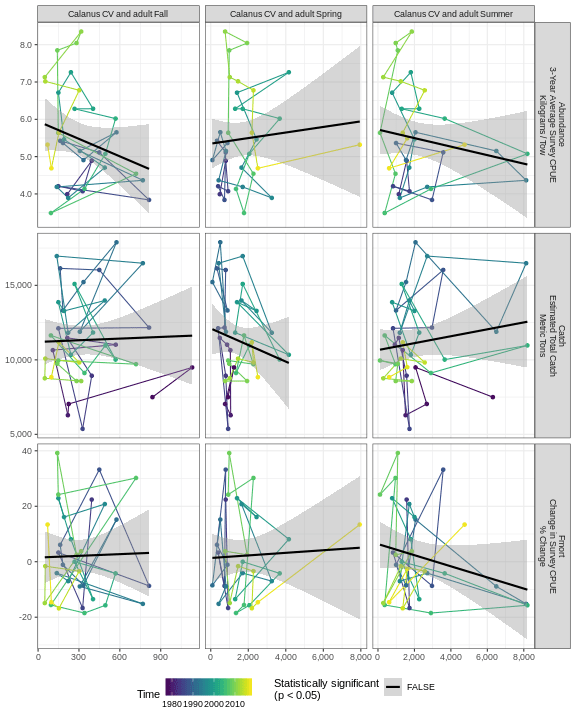 Calanus CV and adult Fall
Calanus CV and adult Spring
Calanus CV and adult Summer
8.0
7.0
6.0
5.0
4.0
Abundance
3-Year Average Survey CPUE
Kilograms / Tow
15,000
10,000
5,000
Catch
Estimated Total Catch
Metric Tons
40
20
0
-20
Fmort
Change in Survey CPUE
% Change
0 300 600 900
0 2,000 4,000 6,000 8,000
0 2,000 4,000 6,000 8,000
Time
1980 1990 2000 2010
Statistically significant
(p < 0.05)
FALSE